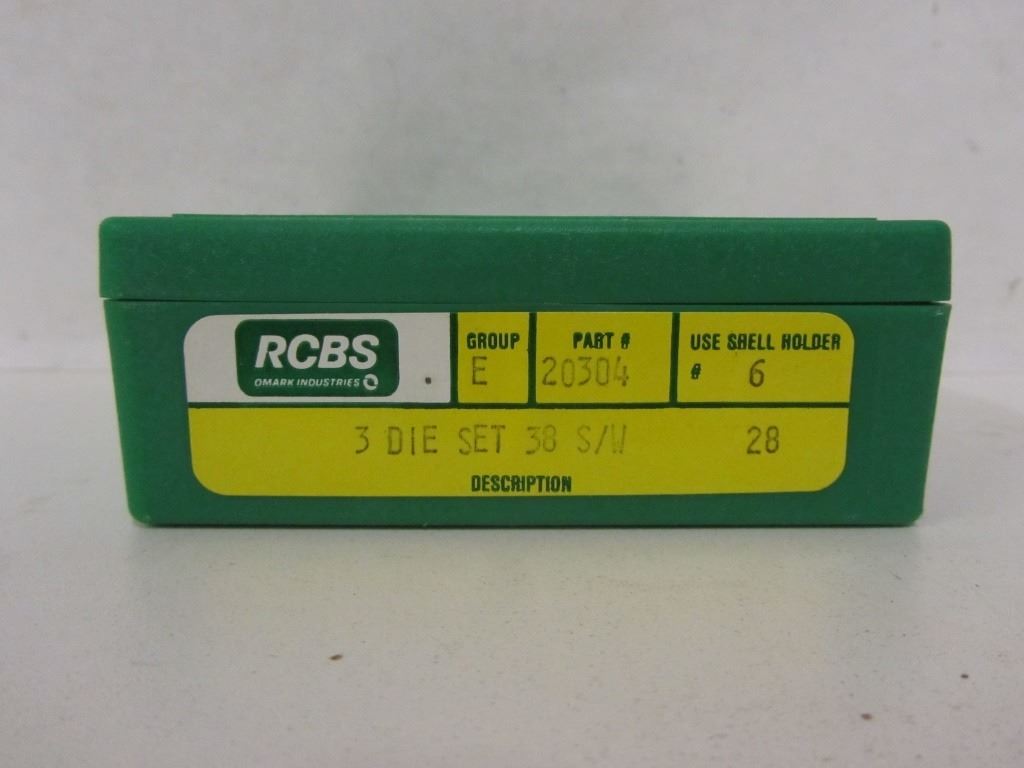 RCBS
OMARK INDUSTRIES
GROUP
E
PART #
20304
USE SHELL HOLDER
# 6
3 DIE SET 38 S/W 28
DESCRIPTION